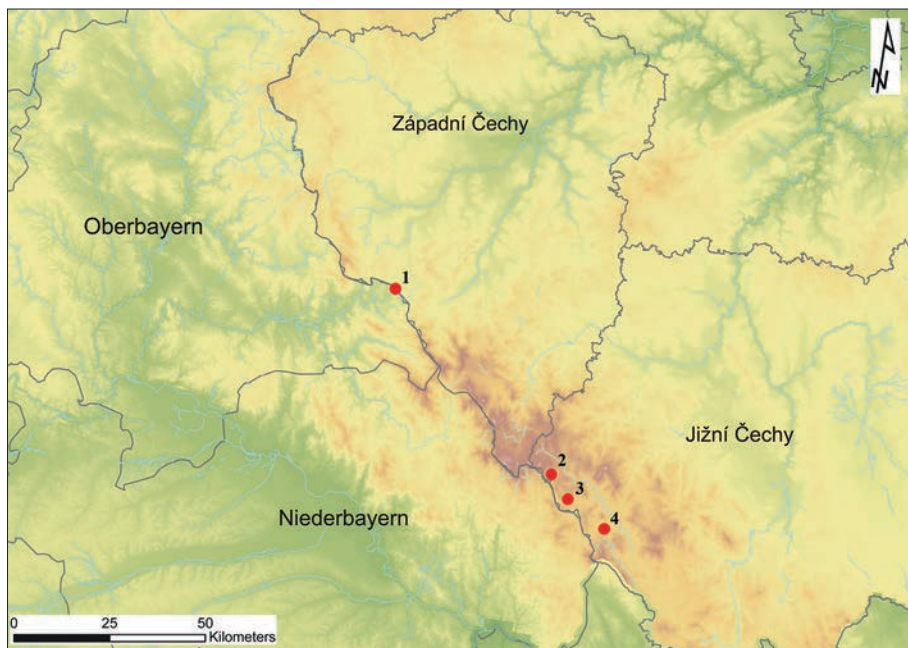 N
Západní Čechy
Oberbayern
1
Jižní Čechy
2
3
Niederbayern
4
0 25 50
Kilometers